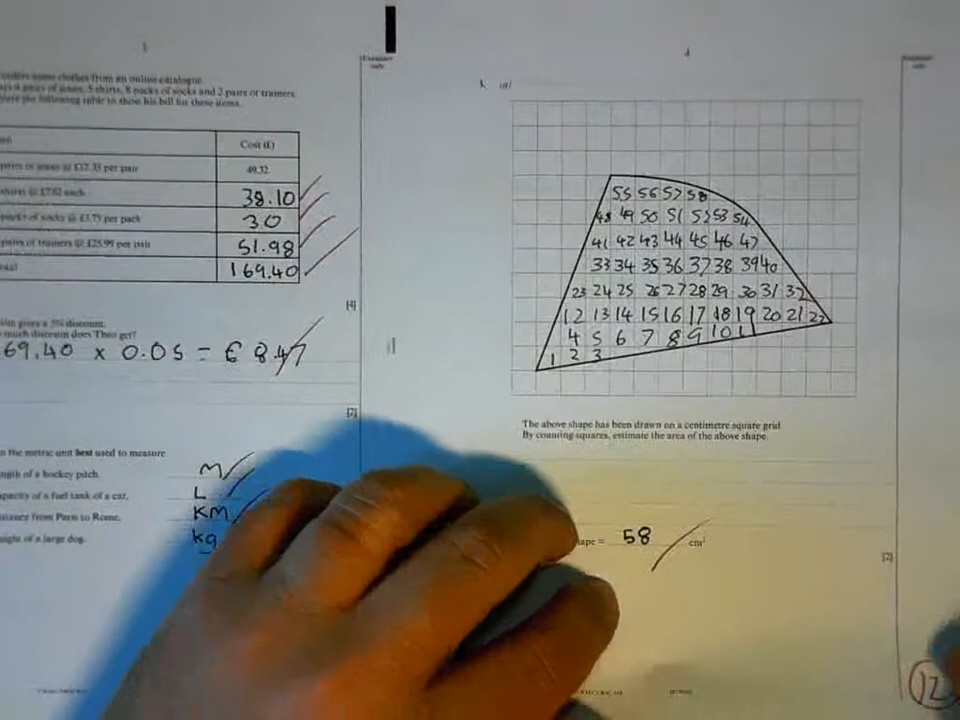 3
orders some clothes from an online catalogue.
4 pairs of jeans, 5 shirts, 8 packs of socks and 2 pairs of trainers.
the following table to show his bill for these items.
Cost (£)
pairs of jeans @ £12.33 per pair
49.32
shirts @ £7.62 each
38.10
packs of socks @ £3.75 per pack
30
pairs of trainers @ £25.99 per pair
51.98
169.40
[4]
gives a 5% discount.
much discount does Theo get?
69.40 x 0.05 = £8.47
[2]
the metric unit best used to measure
length of a hockey pitch,
M
capacity of a fuel tank of a car,
L
distance from Paris to Rome,
KM
weight of a large dog.
kg
4
Examiner
only
Examiner
only
3. (a)
55 56 57 58
48 49 50 51 52 53 54
41 42 43 44 45 46 47
33 34 35 36 37 38 39 40
23 24 25 26 27 28 29 30 31 32
12 13 14 15 16 17 18 19 20 21 22
4 5 6 7 8 9 10 11
1 2 3
The above shape has been drawn on a centimetre square grid
By counting squares, estimate the area of the above shape.
= 58 cm²
[2]
12